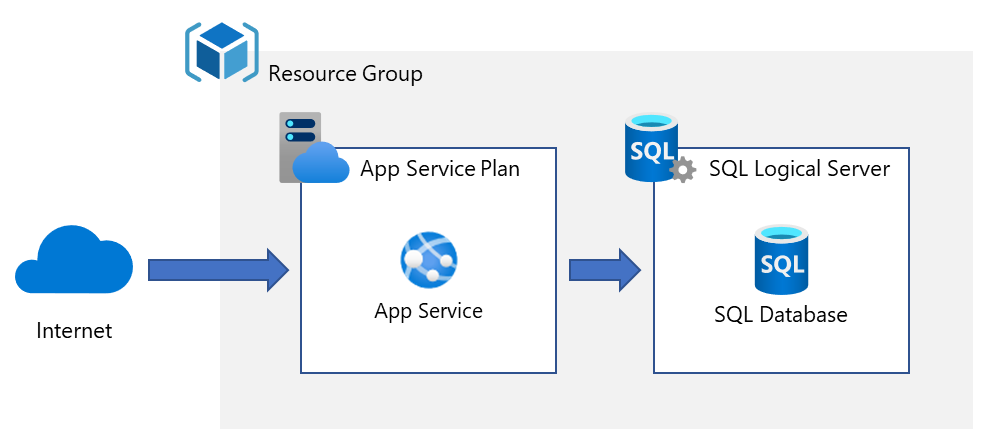 Resource Group
App Service Plan
SQL
SQL Logical Server
App Service
SQL
SQL Database
Internet